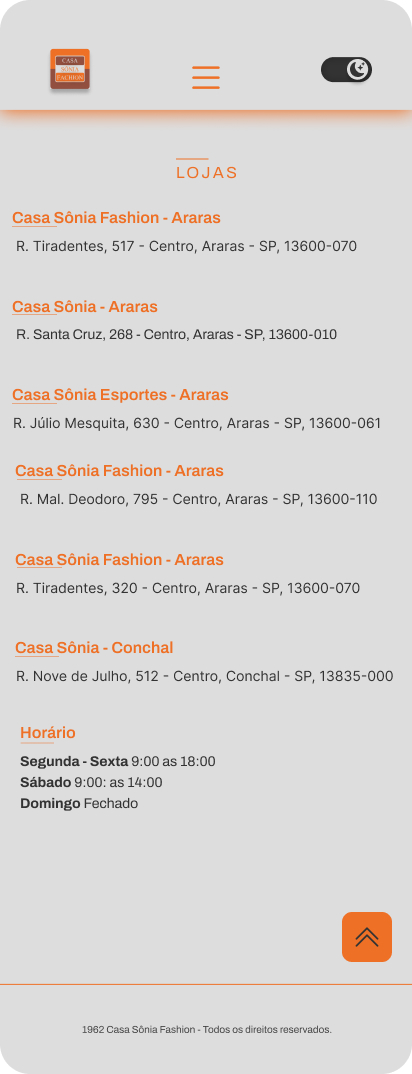 CASA
SÔNIA
FACHION
LOJAS
Casa Sônia Fashion - Araras
R. Tiradentes, 517 - Centro, Araras - SP, 13600-070
Casa Sônia - Araras
R. Santa Cruz, 268 - Centro, Araras - SP, 13600-010
Casa Sônia Esportes - Araras
R. Júlio Mesquita, 630 - Centro, Araras - SP, 13600-061
Casa Sônia Fashion - Araras
R. Mal. Deodoro, 795 - Centro, Araras - SP, 13600-110
Casa Sônia Fashion - Araras
R. Tiradentes, 320 - Centro, Araras - SP, 13600-070
Casa Sônia - Conchal
R. Nove de Julho, 512 - Centro, Conchal - SP, 13835-000
Horário
Segunda - Sexta 9:00 as 18:00
Sábado 9:00: as 14:00
Domingo Fechado
1962 Casa Sônia Fashion - Todos os direitos reservados.